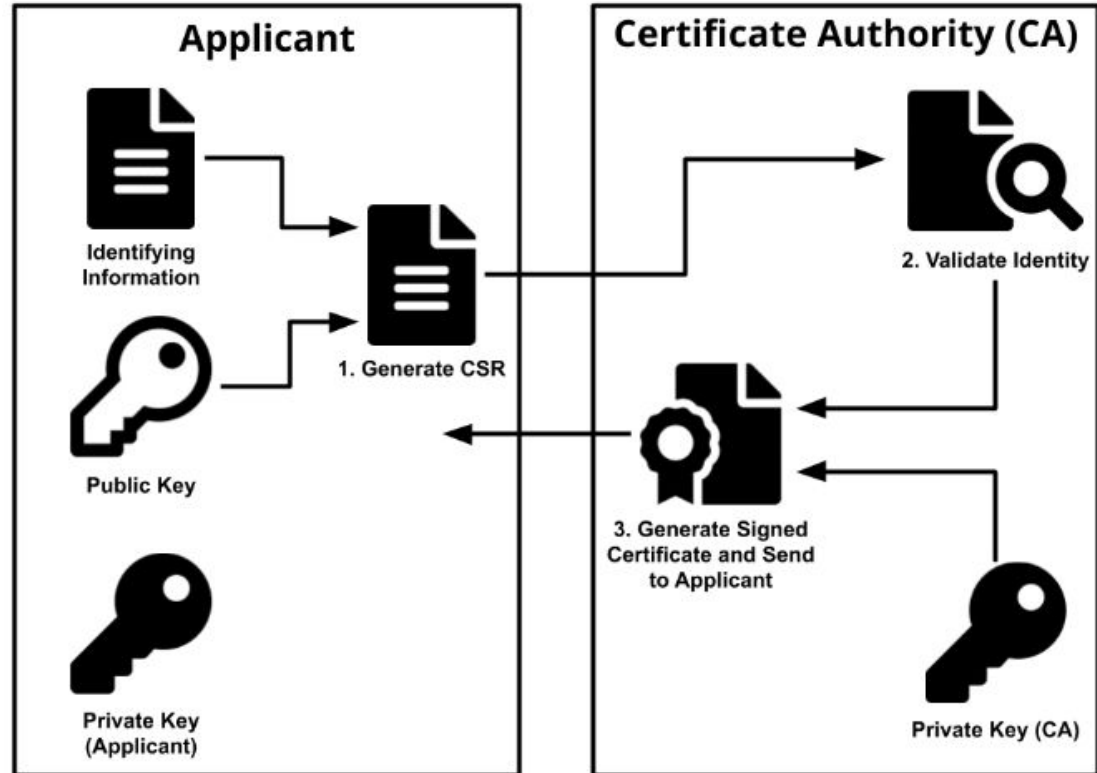 Applicant
Identifying
Information
1. Generate CSR
Public Key
Private Key
(Applicant)
Certificate Authority (CA)
2. Validate Identity
3. Generate Signed
Certificate and Send
to Applicant
Private Key (CA)